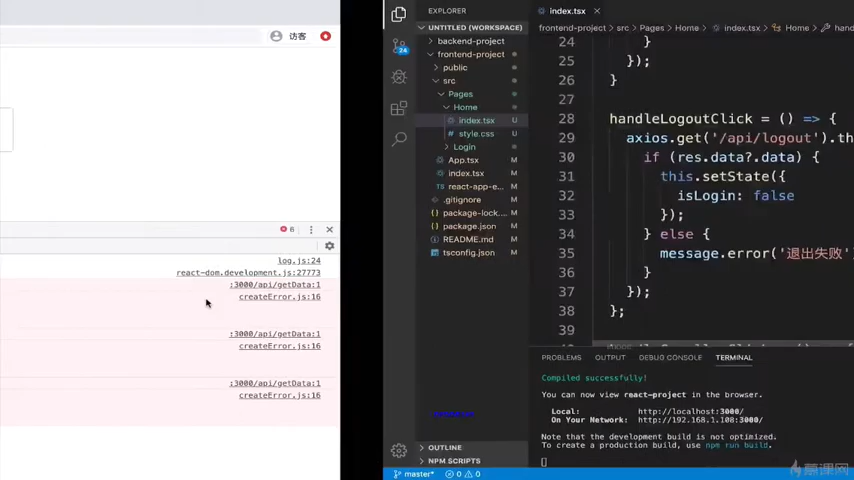 访客
6
log.js:24
react-dom.development.js:27773
:3000/api/getData:1
createError.js:16
:3000/api/getData:1
createError.js:16
:3000/api/getData:1
createError.js:16
24
EXPLORER
UNTITLED (WORKSPACE)
backend-project
frontend-project
public
src
Pages
Home
index.tsx U
style.css U
Login
App.tsx M
index.tsx M
react-app-e... M
.gitignore M
package-lock.... M
package.json M
README.md M
tsconfig.json M
OUTLINE
NPM SCRIPTS
index.tsx
frontend-project > src > Pages > Home > index.tsx > Home > hand
24 }
25 });
26 }
27
28 handleLogoutClick = () => {
29 axios.get('/api/logout').th
30 if (res.data?.data) {
31 this.setState({
32 isLogin: false
33 });
34 } else {
35 message.error('退出失败'
36 }
37 });
38 };
39
PROBLEMS OUTPUT DEBUG CONSOLE TERMINAL
Compiled successfully!
You can now view react-project in the browser.
Local: http://localhost:3000/
On Your Network: http://192.168.1.108:3000/
Note that the development build is not optimized.
To create a production build, use npm run build.
master* 0 0
慕课网